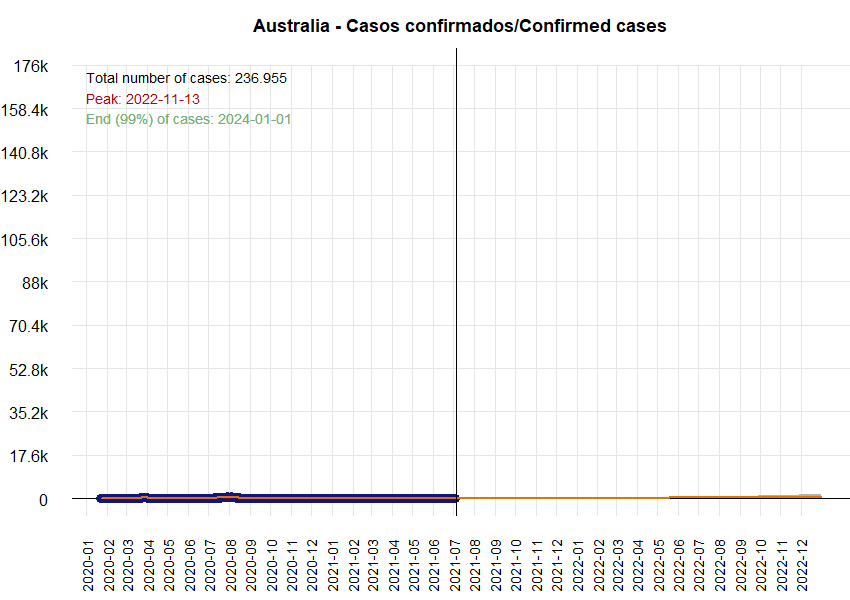 Australia - Casos confirmados/Confirmed cases
176k
Total number of cases: 236.955
Peak: 2022-11-13
158.4k
End (99%) of cases: 2024-01-01
140.8k
123.2k
105.6k
88k
70.4k
52.8k
35.2k
17.6k
0
2020-01
2020-02
2020-03
2020-04
2020-05
2020-06
2020-07
2020-08
2020-09
2020-10
2020-11
2020-12
2021-01
2021-02
2021-03
2021-04
2021-05
2021-06
2021-07
2021-08
2021-09
2021-10
2021-11
2021-12
2022-01
2022-02
2022-03
2022-04
2022-05
2022-06
2022-07
2022-08
2022-09
2022-10
2022-11
2022-12